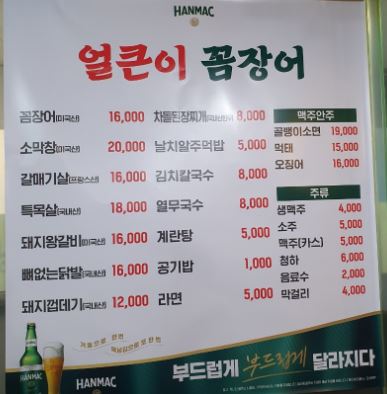 HANMAC
얼큰이 꼼장어
꼼장어(미국산) 16,000
소막창(미국산) 20,000
갈매기살(프랑스산) 16,000
특목살(국내산) 18,000
돼지왕갈비(미국산) 16,000
뼈없는닭발(국내산) 16,000
돼지껍데기(국내산) 12,000
차돌된장찌개 8,000
날치알주먹밥 5,000
김치칼국수 8,000
열무국수 8,000
계란탕 5,000
공기밥 1,000
라면 5,000
맥주안주
골뱅이소면 19,000
먹태 15,000
오징어 16,000
주류
생맥주 4,000
소주 5,000
맥주(카스) 5,000
청하 6,000
음료수 2,000
막걸리 4,000
HANMAC
부드럽게 부드럽게 달라지다